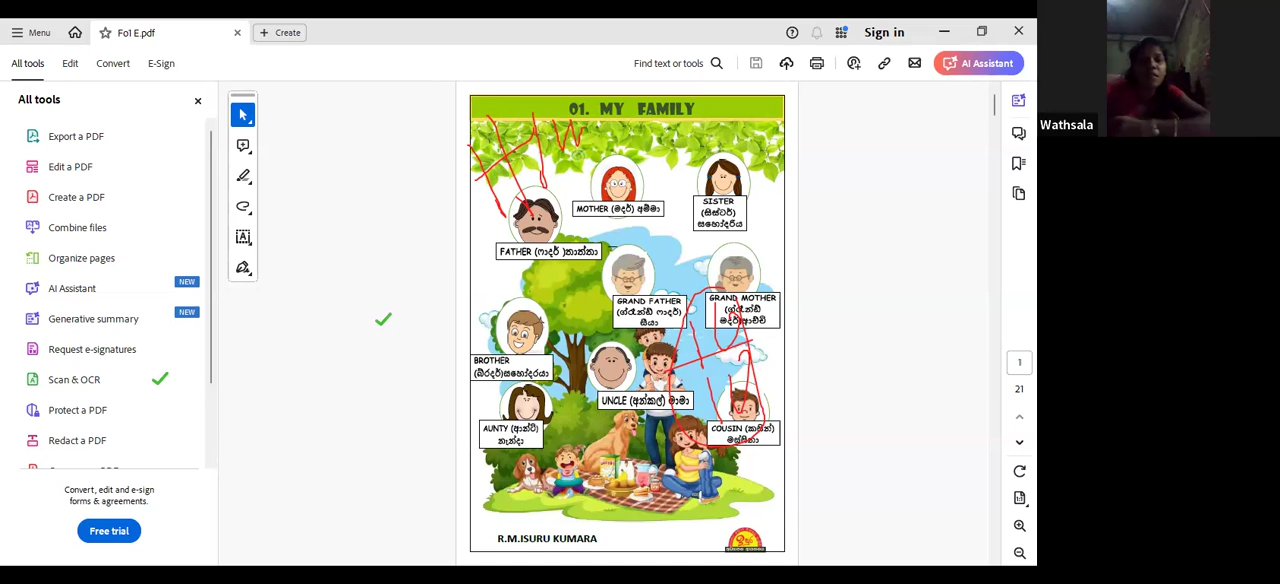 Menu
Fo1 E.pdf
Create
Sign in
All tools
Edit
Convert
E-Sign
Find text or tools
AI Assistant
All tools
Export a PDF
Edit a PDF
Create a PDF
Combine files
Organize pages
AI Assistant NEW
Generative summary NEW
Request e-signatures
Scan & OCR
Protect a PDF
Redact a PDF
Convert, edit and e-sign
forms & agreements.
Free trial
01. MY FAMILY
MOTHER (මදර්) අම්මා
SISTER
(සිස්ටර්)
සහෝදරිය
FATHER (ෆාදර් )තාත්තා
GRAND FATHER
(ග්රෑන්ඩ් ෆාදර්)
සීයා
GRAND MOTHER
(ග්රෑන්ඩ්
මදර්)ආච්චි
BROTHER
(බ්රදර්)සහෝදරයා
UNCLE (අන්කල්) මාමා
AUNTY (ආන්ටි)
නැන්දා
COUSIN (කසින්)
මස්සිනා
R.M.ISURU KUMARA
1
21
Wathsala